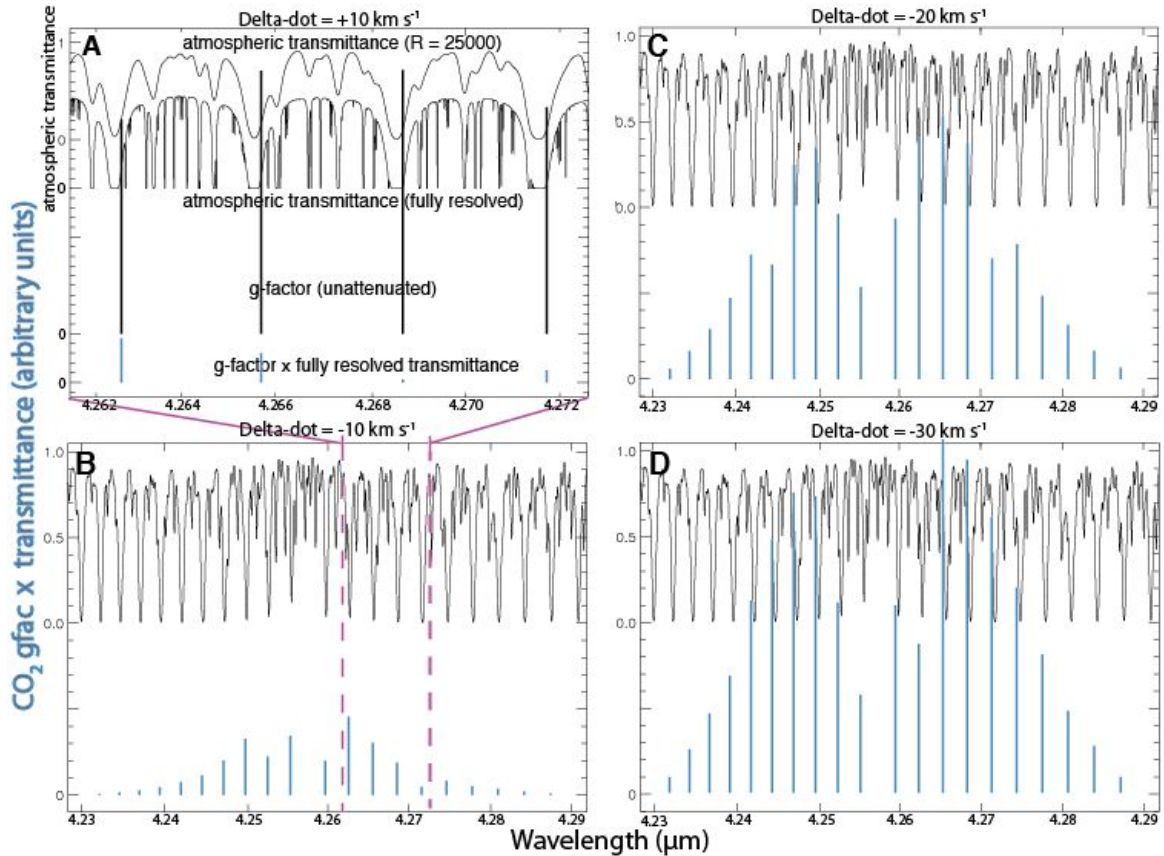 Delta-dot = +10 km s⁻¹
A
atmospheric transmittance (R = 25000)
atmospheric transmittance
1
0
0
atmospheric transmittance (fully resolved)
g-factor (unattenuated)
0
g-factor x fully resolved transmittance
0
4.262 4.264 4.266 4.268 4.270 4.272
Delta-dot = -20 km s⁻¹
C
1.0
0.5
0.0
0
4.23 4.24 4.25 4.26 4.27 4.28 4.29
Delta-dot = -10 km s⁻¹
B
1.0
0.5
0.0
0
4.23 4.24 4.25 4.26 4.27 4.28 4.29
Delta-dot = -30 km s⁻¹
D
1.0
0.5
0.0
0
4.23 4.24 4.25 4.26 4.27 4.28 4.29
CO₂ gfac x transmittance (arbitrary units)
Wavelength (μm)